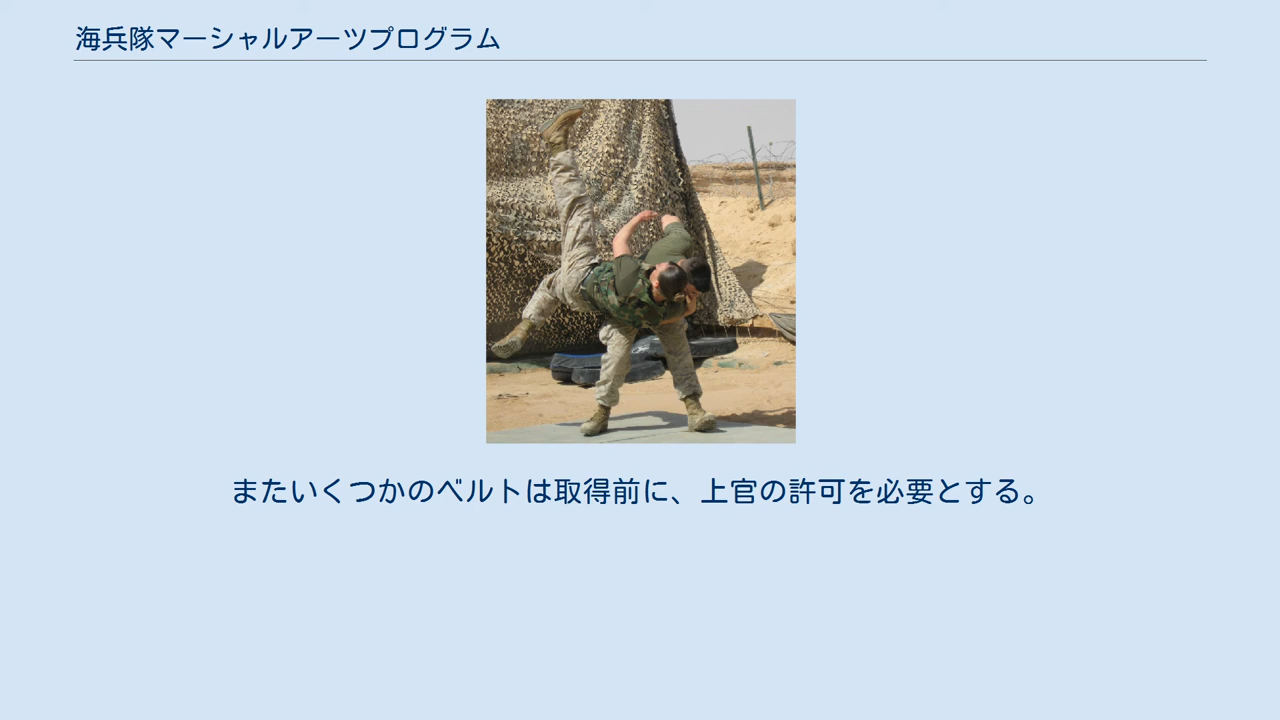 海兵隊マーシャルアーツプログラム
またいくつかのベルトは取得前に、上官の許可を必要とする。